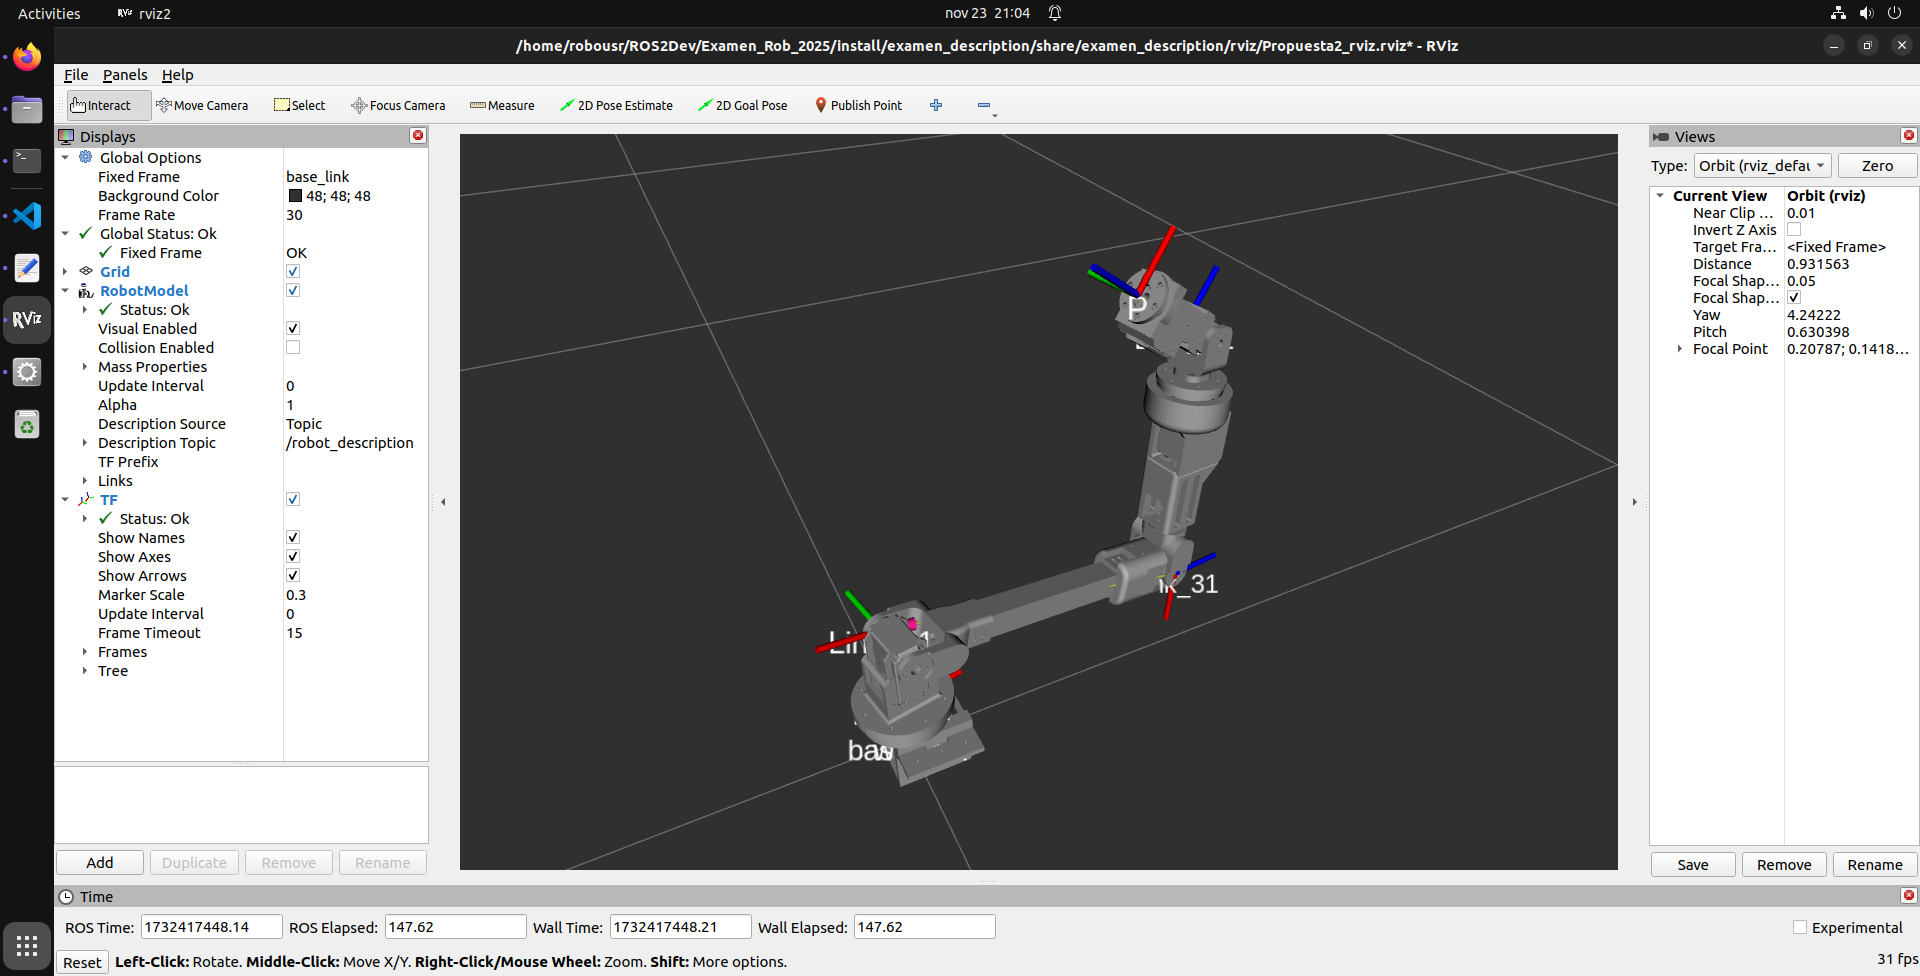 Activities rviz2 nov 23 21:04
/home/robousr/ROS2Dev/Examen_Rob_2025/install/examen_description/share/examen_description/rviz/Propuesta2_rviz.rviz* - RViz
File Panels Help
Interact Move Camera Select Focus Camera Measure 2D Pose Estimate 2D Goal Pose Publish Point
Displays
Global Options
Fixed Frame base_link
Background Color 48; 48; 48
Frame Rate 30
Global Status: Ok
Fixed Frame OK
Grid
RobotModel
Status: Ok
Visual Enabled
Collision Enabled
Mass Properties
Update Interval 0
Alpha 1
Description Source Topic
Description Topic /robot_description
TF Prefix
Links
TF
Status: Ok
Show Names
Show Axes
Show Arrows
Marker Scale 0.3
Update Interval 0
Frame Timeout 15
Frames
Tree
Add Duplicate Remove Rename
P
_31
Lin
bas
Views
Type: Orbit (rviz_defau Zero
Current View Orbit (rviz)
Near Clip ... 0.01
Invert Z Axis
Target Fra... <Fixed Frame>
Distance 0.931563
Focal Shap... 0.05
Focal Shap...
Yaw 4.24222
Pitch 0.630398
Focal Point 0.20787; 0.1418...
Save Remove Rename
Time
ROS Time: 1732417448.14 ROS Elapsed: 147.62 Wall Time: 1732417448.21 Wall Elapsed: 147.62 Experimental
Reset Left-Click: Rotate. Middle-Click: Move X/Y. Right-Click/Mouse Wheel: Zoom. Shift: More options. 31 fps
RViz